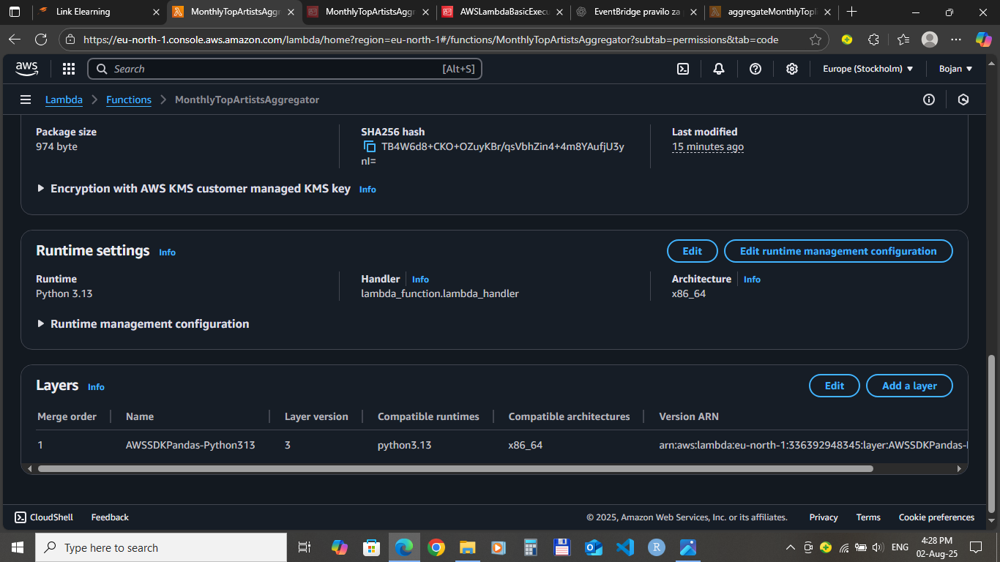 Link Elearning
MonthlyTopArtistsAggr
MonthlyTopArtistsAggr
AWSLambdaBasicExecu
EventBridge pravilo za p
aggregateMonthlyTopl
https://eu-north-1.console.aws.amazon.com/lambda/home?region=eu-north-1#/functions/MonthlyTopArtistsAggregator?subtab=permissions&tab=code
aws
Search
[Alt+S]
Europe (Stockholm)
Bojan
Lambda
Functions
MonthlyTopArtistsAggregator
Package size
974 byte
SHA256 hash
TB4W6d8+CKO+OZuyKBr/qsVbhZin4+4m8YAufjU3y
nI=
Last modified
15 minutes ago
Encryption with AWS KMS customer managed KMS key Info
Runtime settings Info
Edit
Edit runtime management configuration
Runtime
Python 3.13
Handler Info
lambda_function.lambda_handler
Architecture Info
x86_64
Runtime management configuration
Layers Info
Edit
Add a layer
Merge order
Name
Layer version
Compatible runtimes
Compatible architectures
Version ARN
1
AWSSDKPandas-Python313
3
python3.13
x86_64
arn:aws:lambda:eu-north-1:336392948345:layer:AWSSDKPandas-
CloudShell
Feedback
© 2025, Amazon Web Services, Inc. or its affiliates.
Privacy
Terms
Cookie preferences
Type here to search
R
ENG
4:28 PM
02-Aug-25